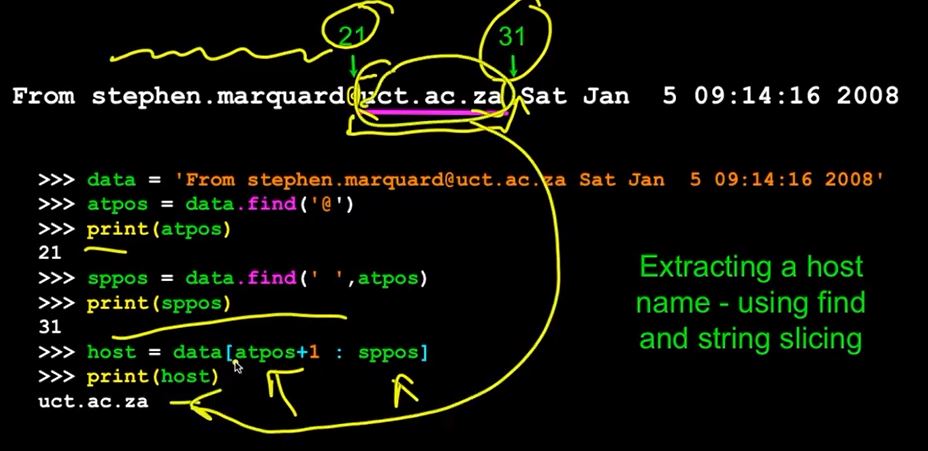 21 31
From stephen.marquard@uct.ac.za Sat Jan  5 09:14:16 2008
>>> data = 'From stephen.marquard@uct.ac.za Sat Jan  5 09:14:16 2008'
>>> atpos = data.find('@')
>>> print(atpos)
21
>>> sppos = data.find(' ',atpos)
>>> print(sppos)
31
>>> host = data[atpos+1 : sppos]
>>> print(host)
uct.ac.za
Extracting a host
name - using find
and string slicing